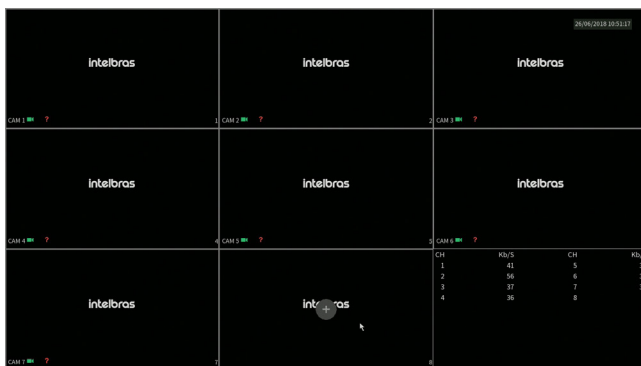 26/06/2018 10:51:17
intelbras
intelbras
intelbras
CAM 1 ? 1
CAM 2 ? 2
CAM 3 ?
intelbras
intelbras
intelbras
CAM 4 ? 4
CAM 5 ? 5
CAM 6 ?
CH Kb/S CH
1 41 5
2 56 6
3 37 7
4 36 8
intelbras
CAM 7 ? 7
8